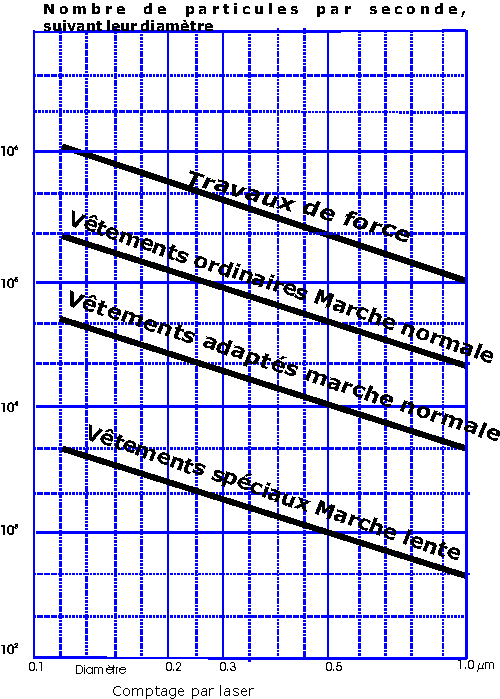 Nombre de particules par seconde,
suivant leur diamètre
10⁶
Travaux de force
Vêtements ordinaires Marche normale
10⁵
Vêtements adaptés marche normale
10⁴
Vêtements spéciaux Marche lente
10³
10²
0.1 Diamètre 0.2 0.3 0.5 1.0 µm
Comptage par laser